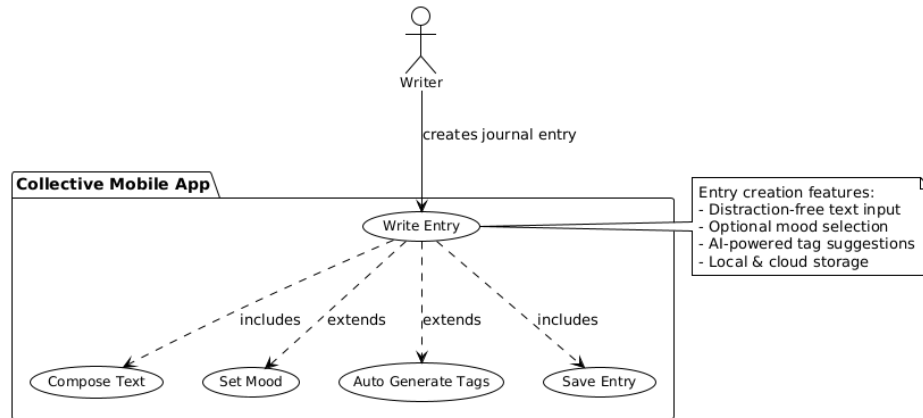 Writer
creates journal entry
Collective Mobile App
Write Entry
Entry creation features:
- Distraction-free text input
- Optional mood selection
- AI-powered tag suggestions
- Local & cloud storage
includes
extends
extends
includes
Compose Text
Set Mood
Auto Generate Tags
Save Entry